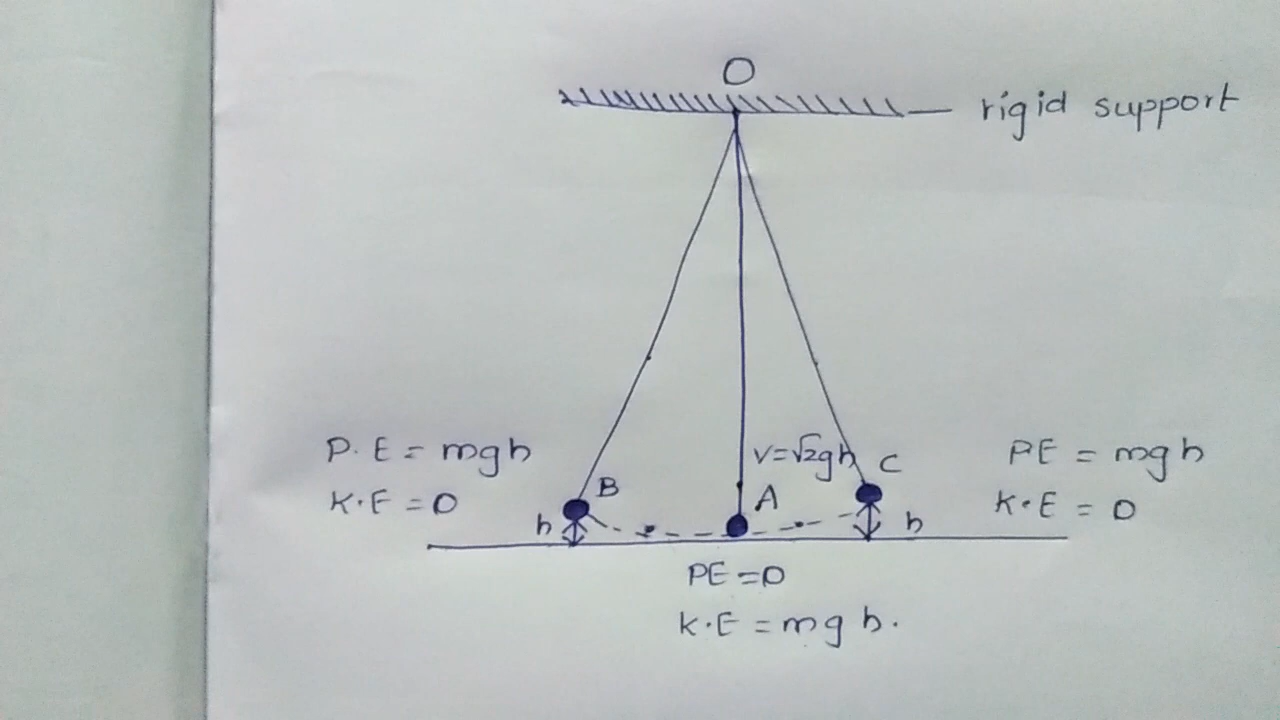 O
rigid support
P.E = mgh
K.E = 0
B
h
v=√2gh
A
C
h
PE = mgh
K.E = 0
PE = 0
K.E = mgh.